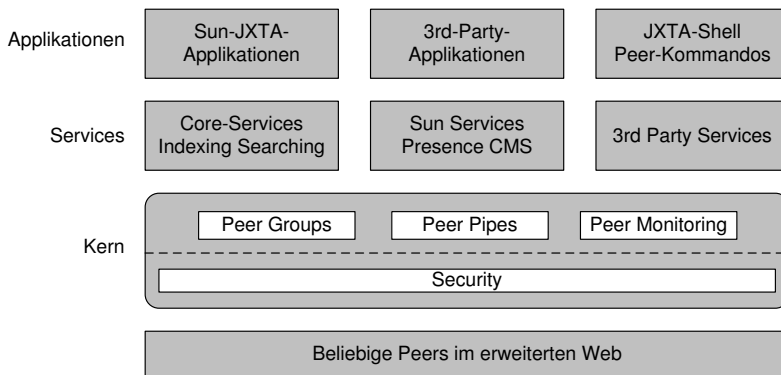 Applikationen
Sun-JXTA-
Applikationen
3rd-Party-
Applikationen
JXTA-Shell
Peer-Kommandos
Services
Core-Services
Indexing Searching
Sun Services
Presence CMS
3rd Party Services
Kern
Peer Groups
Peer Pipes
Peer Monitoring
Security
Beliebige Peers im erweiterten Web